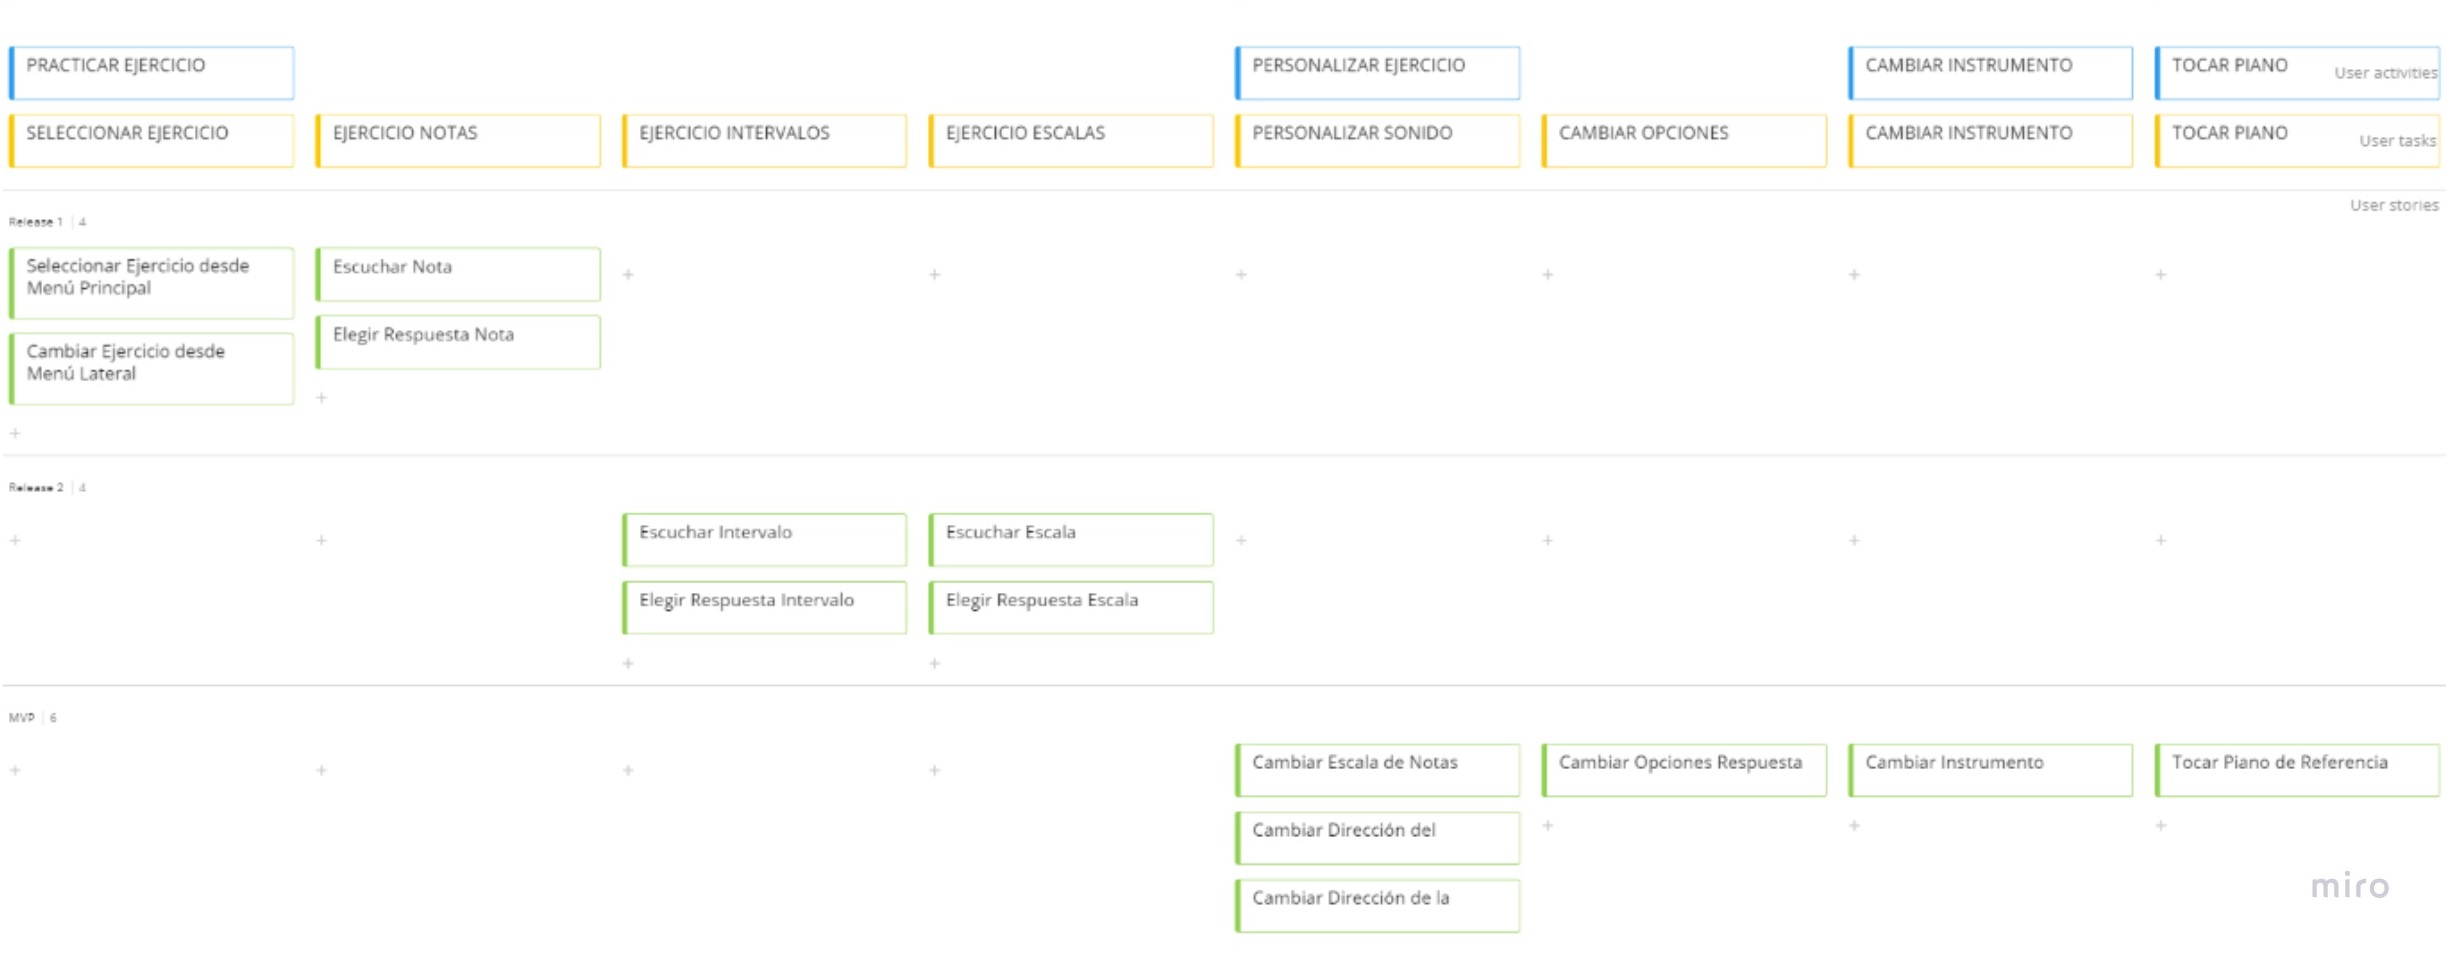 PRACTICAR EJERCICIO
PERSONALIZAR EJERCICIO
CAMBIAR INSTRUMENTO
TOCAR PIANO
User activities
SELECCIONAR EJERCICIO
EJERCICIO NOTAS
EJERCICIO INTERVALOS
EJERCICIO ESCALAS
PERSONALIZAR SONIDO
CAMBIAR OPCIONES
CAMBIAR INSTRUMENTO
TOCAR PIANO
User tasks
User stories
Release 1 | 4
Seleccionar Ejercicio desde
Menú Principal
Escuchar Nota
+
+
+
+
+
+
Cambiar Ejercicio desde
Menú Lateral
Elegir Respuesta Nota
+
+
Release 2 | 4
+
+
Escuchar Intervalo
Escuchar Escala
+
+
+
+
Elegir Respuesta Intervalo
Elegir Respuesta Escala
+
+
MVP | 6
+
+
+
+
Cambiar Escala de Notas
Cambiar Opciones Respuesta
Cambiar Instrumento
Tocar Piano de Referencia
Cambiar Dirección del
+
+
+
Cambiar Dirección de la
miro